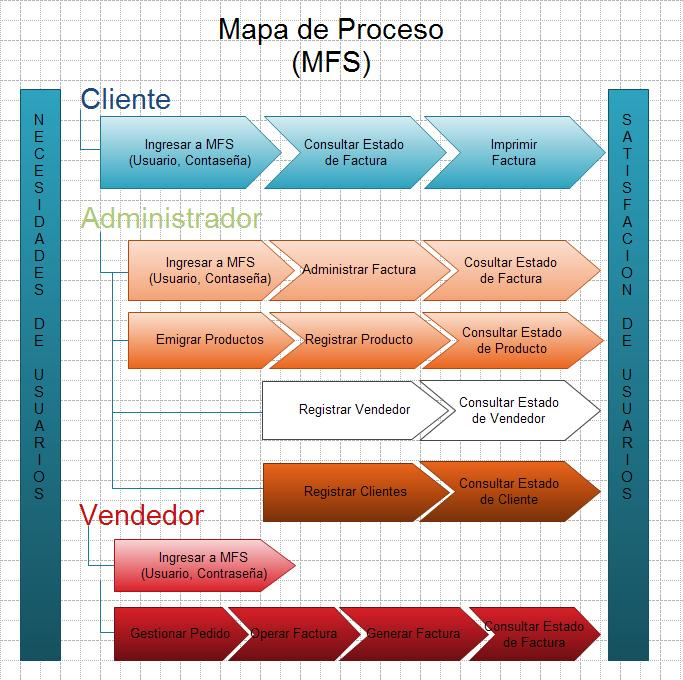 Mapa de Proceso
(MFS)
NECESIDADES DE USUARIOS
Cliente
Ingresar a MFS
(Usuario, Contaseña)
Consultar Estado
de Factura
Imprimir
Factura
Administrador
Ingresar a MFS
(Usuario, Contaseña)
Administrar Factura
Cosultar Estado
de Factura
Emigrar Productos
Registrar Producto
Consultar Estado
de Producto
Registrar Vendedor
Consultar Estado
de Vendedor
Registrar Clientes
Consultar Estado
de Cliente
Vendedor
Ingresar a MFS
(Usuario, Contraseña)
Gestionar Pedido
Operar Factura
Generar Factura
Consultar Estado
de Factura
SATISFACION DE USUARIOS